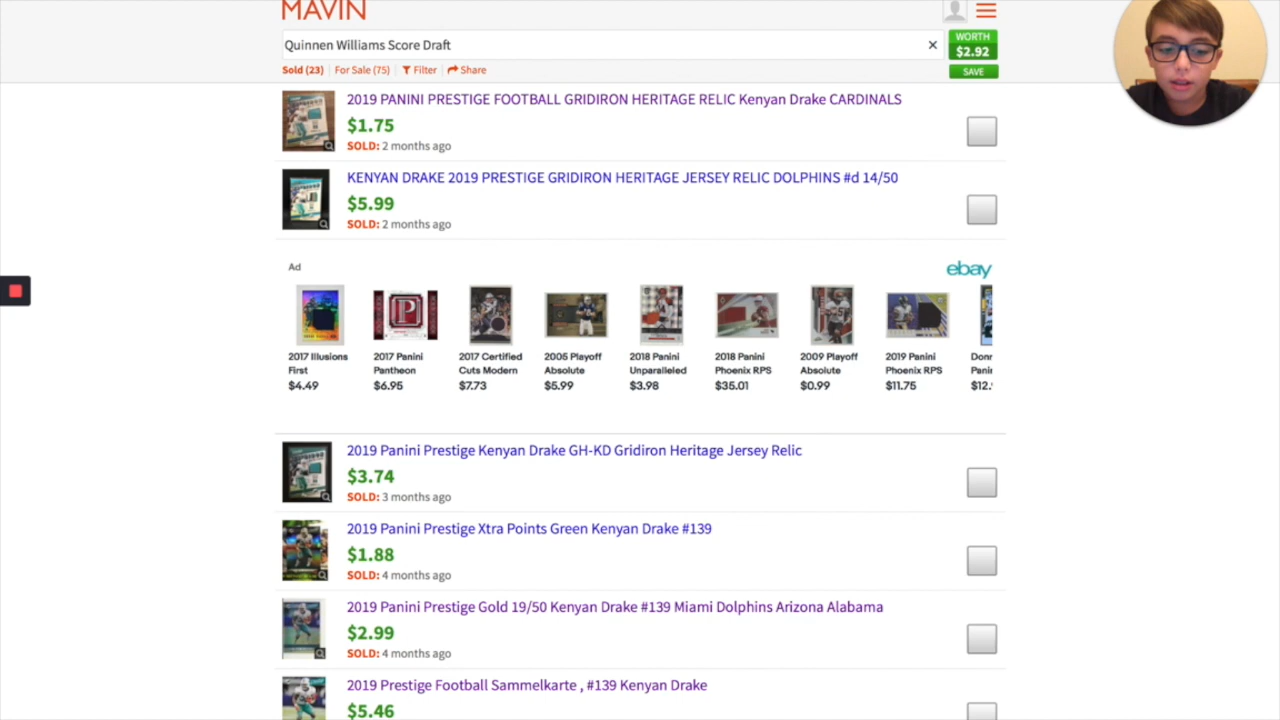 MAVIN
Quinnen Williams Score Draft
×
WORTH
$2.92
Sold (23)
For Sale (75)
Filter
Share
SAVE
2019 PANINI PRESTIGE FOOTBALL GRIDIRON HERITAGE RELIC Kenyan Drake CARDINALS
$1.75
SOLD: 2 months ago
KENYAN DRAKE 2019 PRESTIGE GRIDIRON HERITAGE JERSEY RELIC DOLPHINS #d 14/50
$5.99
SOLD: 2 months ago
Ad
ebay
2017 Illusions
First
$4.49
2017 Panini
Pantheon
$6.95
2017 Certified
Cuts Modern
$7.73
2006 Playoff
Absolute
$5.99
2018 Panini
Unparalleled
$3.98
2018 Panini
Phoenix RPS
$35.01
2009 Playoff
Absolute
$0.99
2019 Panini
Phoenix RPS
$11.75
Donr
Panir
$12.
2019 Panini Prestige Kenyan Drake GH-KD Gridiron Heritage Jersey Relic
$3.74
SOLD: 3 months ago
2019 Panini Prestige Xtra Points Green Kenyan Drake #139
$1.88
SOLD: 4 months ago
2019 Panini Prestige Gold 19/50 Kenyan Drake #139 Miami Dolphins Arizona Alabama
$2.99
SOLD: 4 months ago
2019 Prestige Football Sammelkarte , #139 Kenyan Drake
$5.46